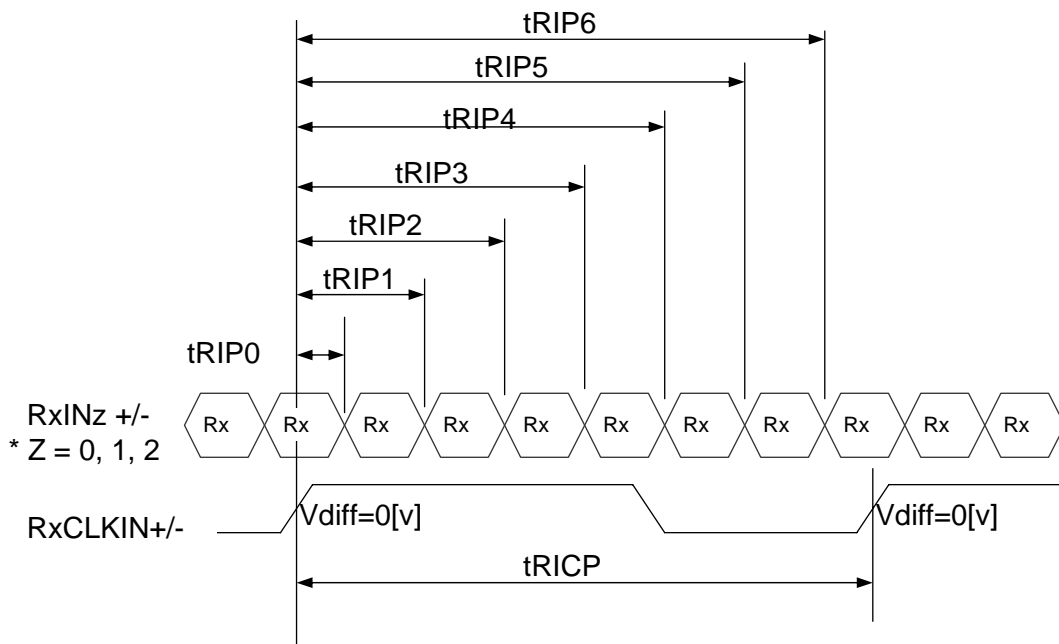 tRIP6
tRIP5
tRIP4
tRIP3
tRIP2
tRIP1
tRIP0
RxINz +/-
* Z = 0, 1, 2
Rx Rx Rx Rx Rx Rx Rx Rx Rx Rx Rx
RxCLKIN+/-
Vdiff=0[v] Vdiff=0[v]
tRICP